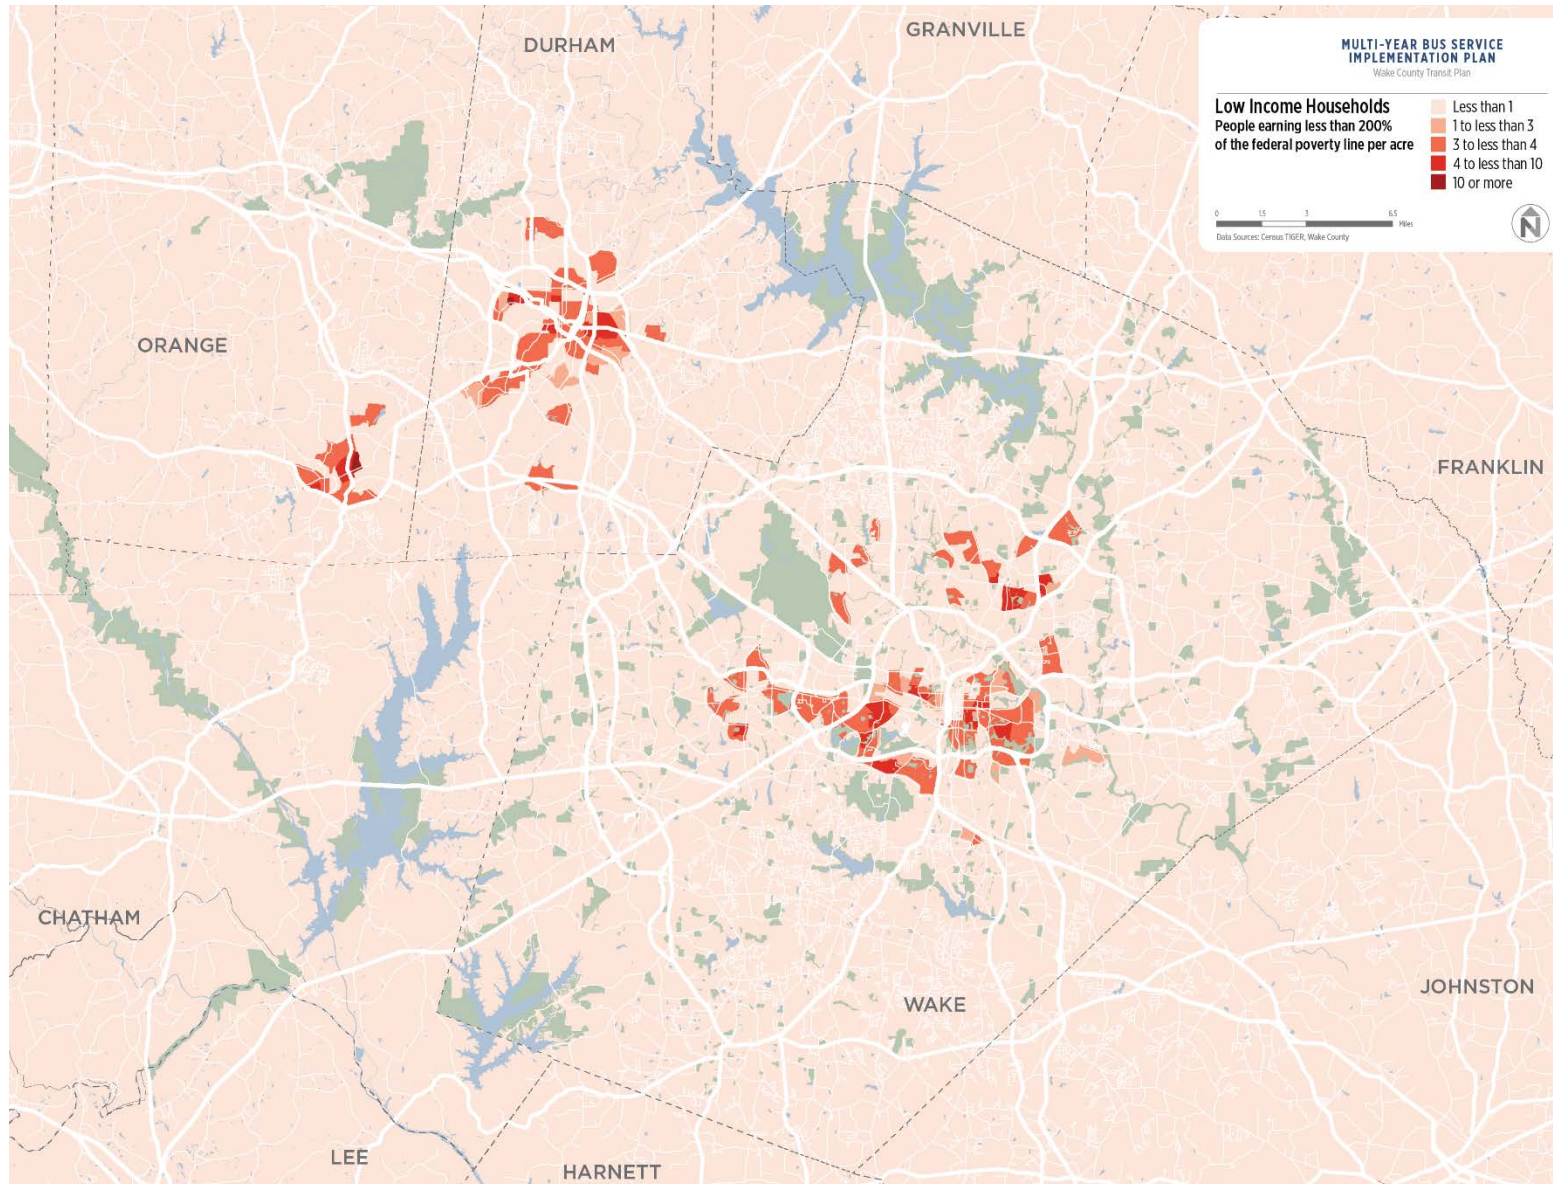 DURHAM
GRANVILLE
MULTI-YEAR BUS SERVICE
IMPLEMENTATION PLAN
Wake County Transit Plan
Low Income Households
People earning less than 200%
of the federal poverty line per acre
Less than 1
1 to less than 3
3 to less than 4
4 to less than 10
10 or more
0 1.5 3 6.5
Miles
Data Sources: Census TIGER, Wake County
N
ORANGE
FRANKLIN
CHATHAM
WAKE
JOHNSTON
LEE
HARNETT